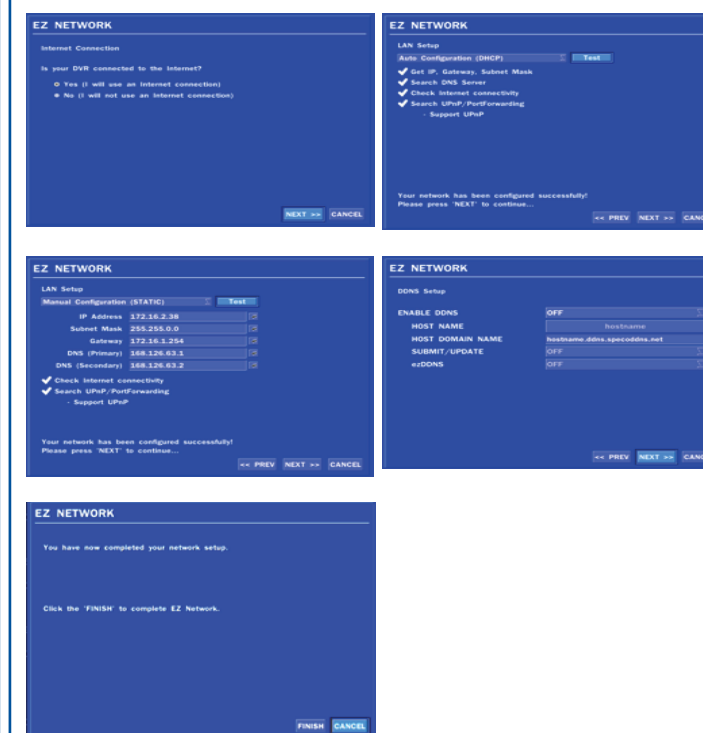 EZ NETWORK
Internet Connection
Is your DVR connected to the Internet?
Yes (I will use an Internet connection)
No (I will not use an Internet connection)
NEXT >> CANCEL
EZ NETWORK
LAN Setup
Auto Configuration (DHCP) Test
Get IP, Gateway, Subnet Mask
Search DNS Server
Check Internet connectivity
Search UPnP/PortForwarding
- Support UPnP
Your network has been configured successfully!
Please press 'NEXT' to continue...
<< PREV NEXT >> CANC
EZ NETWORK
LAN Setup
Manual Configuration (STATIC) Test
IP Address 172.16.2.38
Subnet Mask 255.255.0.0
Gateway 172.16.1.254
DNS (Primary) 168.126.63.1
DNS (Secondary) 168.126.63.2
Check Internet connectivity
Search UPnP/PortForwarding
- Support UPnP
Your network has been configured successfully!
Please press 'NEXT' to continue...
<< PREV NEXT >> CANCEL
EZ NETWORK
DDNS Setup
ENABLE DDNS OFF
HOST NAME hostname
HOST DOMAIN NAME hostname.ddns.specoddns.net
SUBMIT/UPDATE OFF
ezDDNS OFF
<< PREV NEXT >> CANC
EZ NETWORK
You have now completed your network setup.
Click the 'FINISH' to complete EZ Network.
FINISH CANCEL